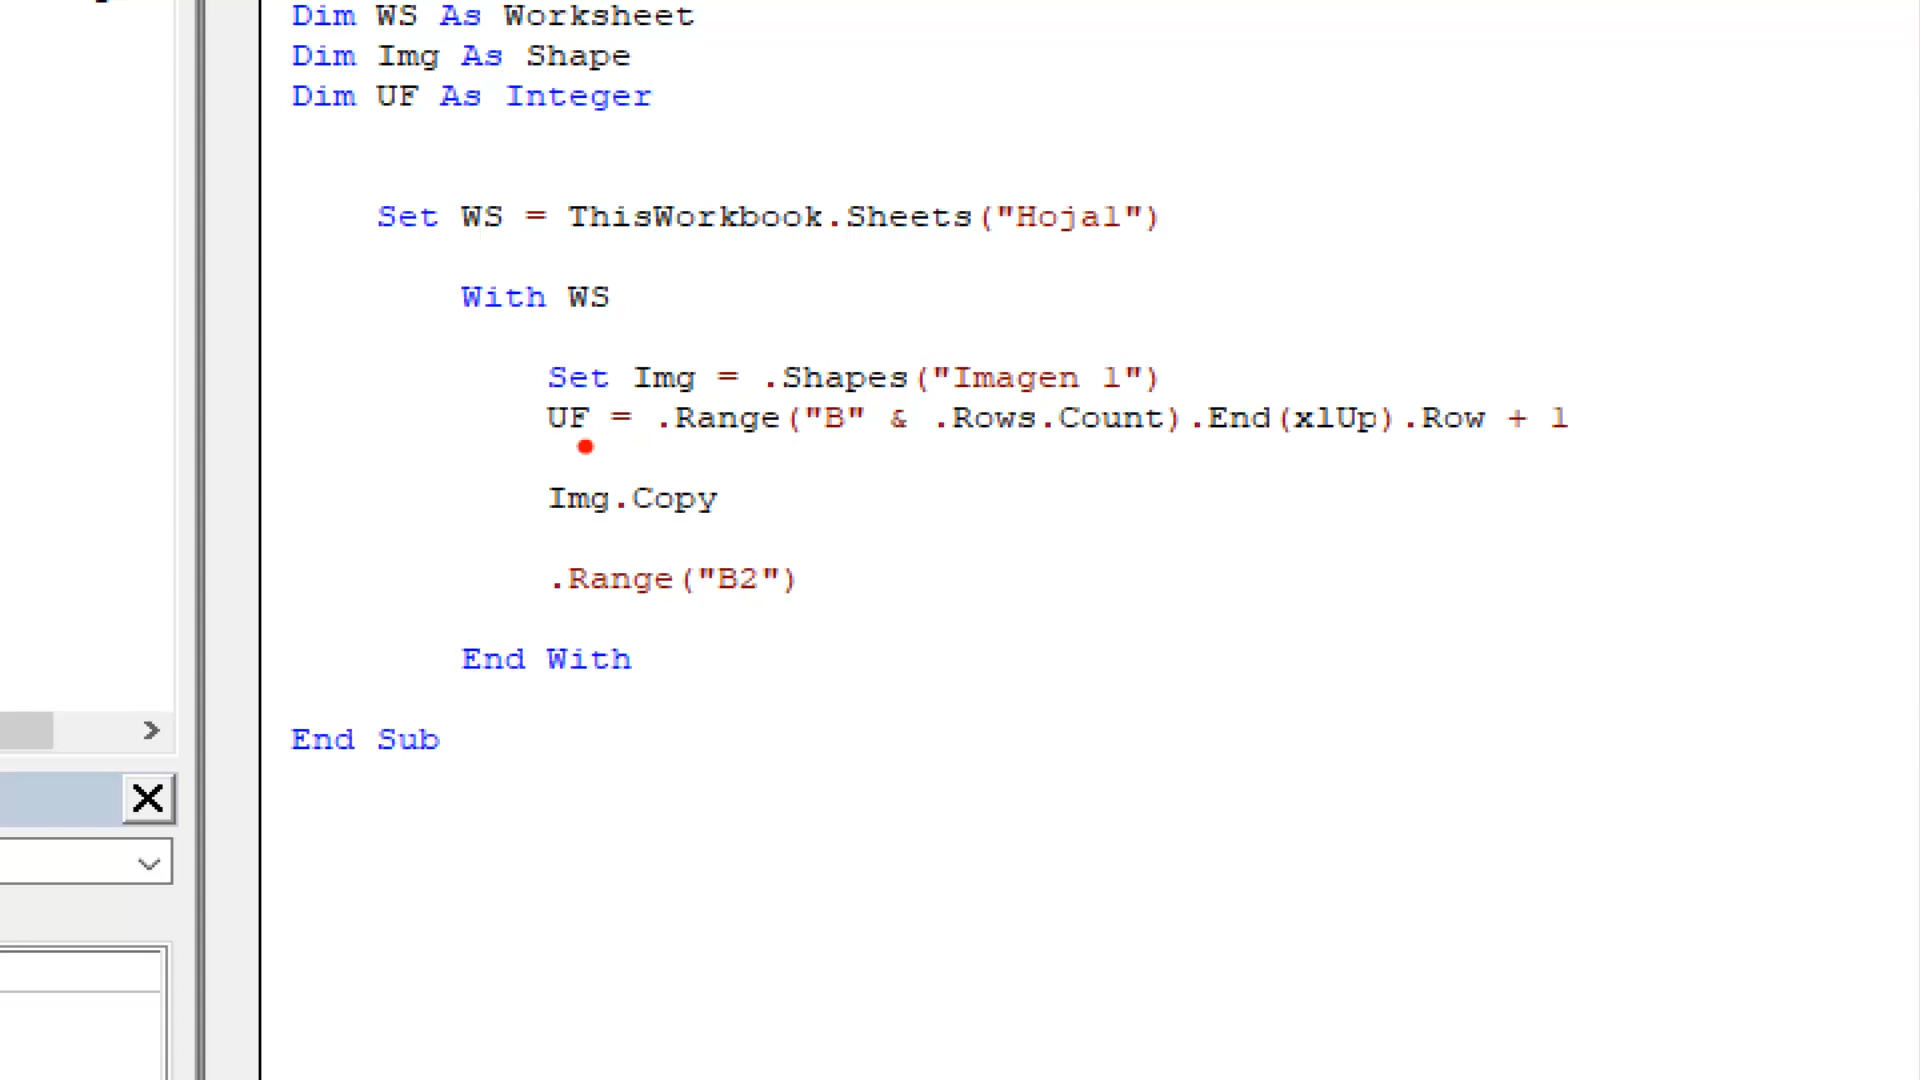 Dim WS As Worksheet
Dim Img As Shape
Dim UF As Integer
Set WS = ThisWorkbook.Sheets("Hoja1")
With WS
Set Img = .Shapes("Imagen 1")
UF = .Range("B" & .Rows.Count).End(xlUp).Row + 1
Img.Copy
.Range("B2")
End With
End Sub